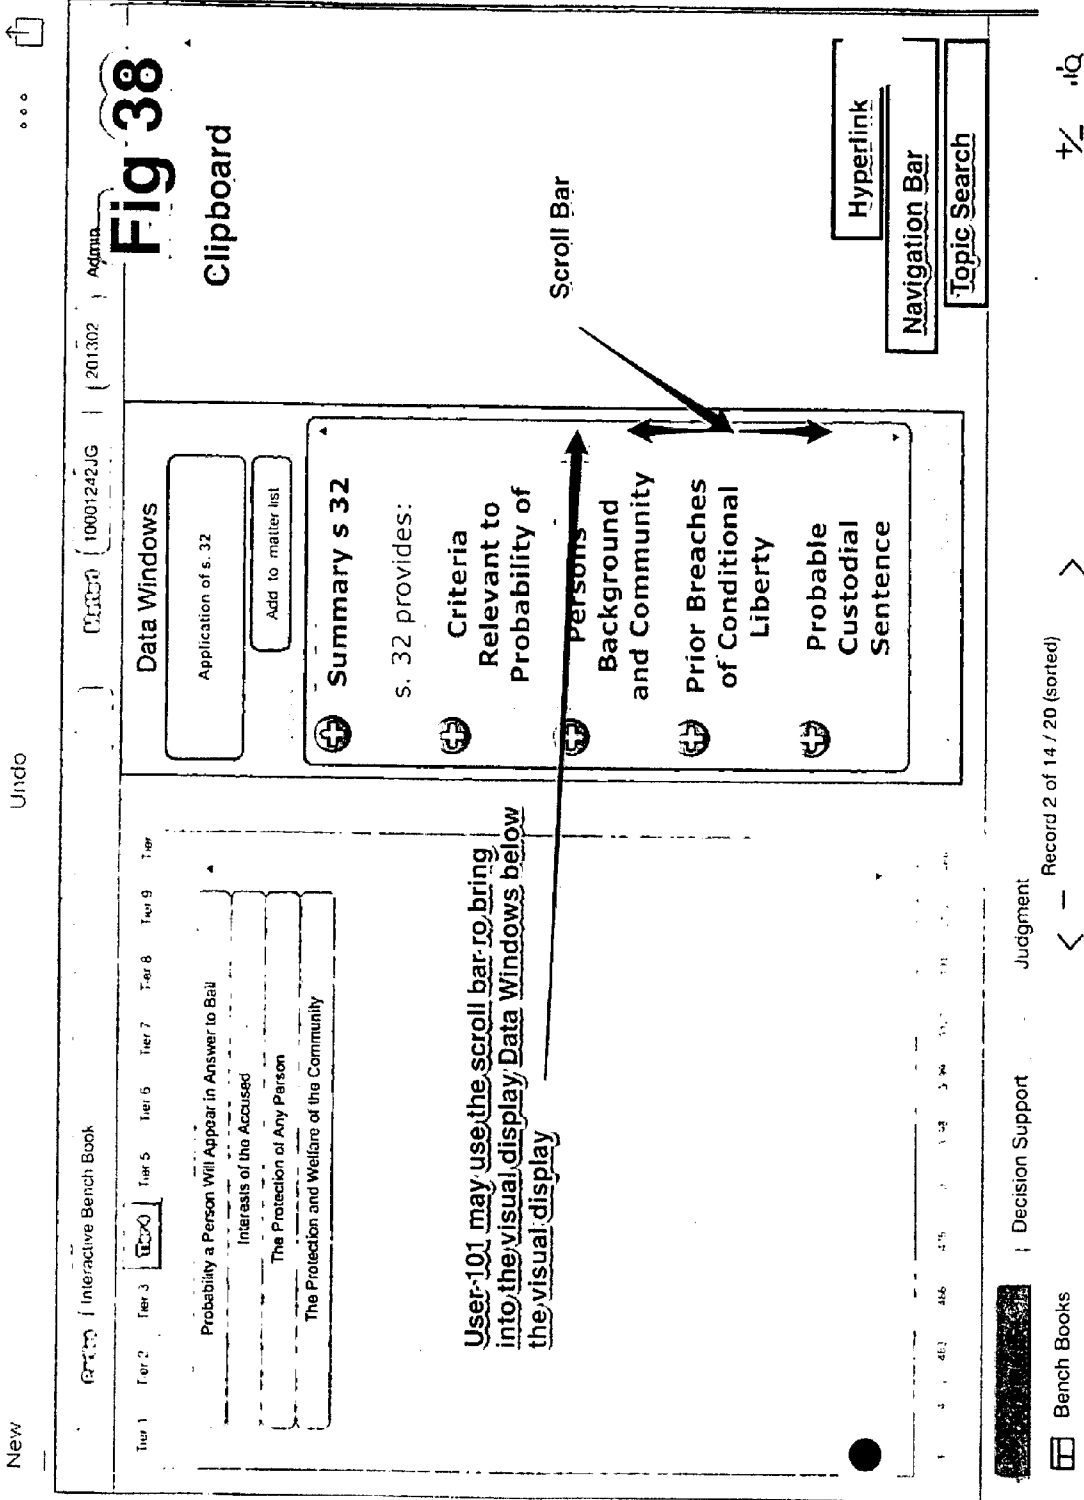 New
Undo
Interactive Bench Book
10001242JG
201302
Admin
Fig 38
Tier 1
Tier 2
Tier 3
Tier 5
Tier 6
Tier 7
Tier 8
Tier 9
Tier
Data Windows
Clipboard
Probability a Person Will Appear in Answer to Bail
Interests of the Accused
The Protection of Any Person
The Protection and Welfare of the Community
Application of s. 32
Add to matter list
Summary s 32
s. 32 provides:
Criteria
Relevant to
Probability of
Persons
Background
and Community
Prior Breaches
of Conditional
Liberty
Probable
Custodial
Sentence
User-101 may use the scroll bar ro bring
into the visual display Data Windows below
the visual display
Scroll Bar
Hyperlink
Navigation Bar
Topic Search
Decision Support
Judgment
Bench Books
Record 2 of 14 / 20 (sorted)